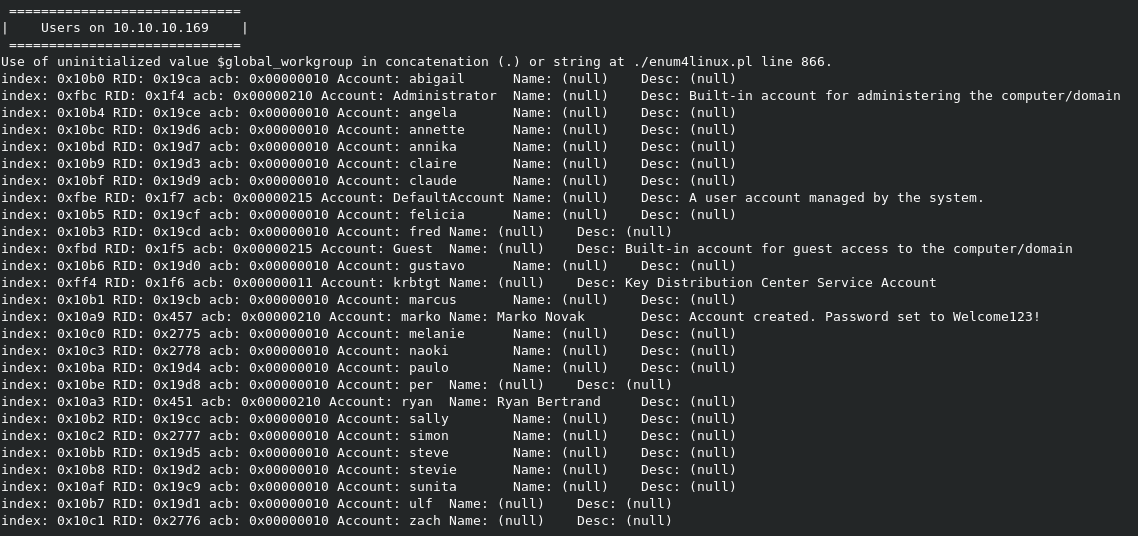 =============================
| Users on 10.10.10.169 |
=============================
Use of uninitialized value $global_workgroup in concatenation (.) or string at ./enum4linux.pl line 866.
index: 0x10b0 RID: 0x19ca acb: 0x00000010 Account: abigail Name: (null) Desc: (null)
index: 0xfbc RID: 0x1f4 acb: 0x00000210 Account: Administrator Name: (null) Desc: Built-in account for administering the computer/domain
index: 0x10b4 RID: 0x19ce acb: 0x00000010 Account: angela Name: (null) Desc: (null)
index: 0x10bc RID: 0x19d6 acb: 0x00000010 Account: annette Name: (null) Desc: (null)
index: 0x10bd RID: 0x19d7 acb: 0x00000010 Account: annika Name: (null) Desc: (null)
index: 0x10b9 RID: 0x19d3 acb: 0x00000010 Account: claire Name: (null) Desc: (null)
index: 0x10bf RID: 0x19d9 acb: 0x00000010 Account: claude Name: (null) Desc: (null)
index: 0xfbe RID: 0x1f7 acb: 0x00000215 Account: DefaultAccount Name: (null) Desc: A user account managed by the system.
index: 0x10b5 RID: 0x19cf acb: 0x00000010 Account: felicia Name: (null) Desc: (null)
index: 0x10b3 RID: 0x19cd acb: 0x00000010 Account: fred Name: (null) Desc: (null)
index: 0xfbd RID: 0x1f5 acb: 0x00000215 Account: Guest Name: (null) Desc: Built-in account for guest access to the computer/domain
index: 0x10b6 RID: 0x19d0 acb: 0x00000010 Account: gustavo Name: (null) Desc: (null)
index: 0xff4 RID: 0x1f6 acb: 0x00000011 Account: krbtgt Name: (null) Desc: Key Distribution Center Service Account
index: 0x10b1 RID: 0x19cb acb: 0x00000010 Account: marcus Name: (null) Desc: (null)
index: 0x10a9 RID: 0x457 acb: 0x00000210 Account: marko Name: Marko Novak Desc: Account created. Password set to Welcome123!
index: 0x10c0 RID: 0x2775 acb: 0x00000010 Account: melanie Name: (null) Desc: (null)
index: 0x10c3 RID: 0x2778 acb: 0x00000010 Account: naoki Name: (null) Desc: (null)
index: 0x10ba RID: 0x19d4 acb: 0x00000010 Account: paulo Name: (null) Desc: (null)
index: 0x10be RID: 0x19d8 acb: 0x00000010 Account: per Name: (null) Desc: (null)
index: 0x10a3 RID: 0x451 acb: 0x00000210 Account: ryan Name: Ryan Bertrand Desc: (null)
index: 0x10b2 RID: 0x19cc acb: 0x00000010 Account: sally Name: (null) Desc: (null)
index: 0x10c2 RID: 0x2777 acb: 0x00000010 Account: simon Name: (null) Desc: (null)
index: 0x10bb RID: 0x19d5 acb: 0x00000010 Account: steve Name: (null) Desc: (null)
index: 0x10b8 RID: 0x19d2 acb: 0x00000010 Account: stevie Name: (null) Desc: (null)
index: 0x10af RID: 0x19c9 acb: 0x00000010 Account: sunita Name: (null) Desc: (null)
index: 0x10b7 RID: 0x19d1 acb: 0x00000010 Account: ulf Name: (null) Desc: (null)
index: 0x10c1 RID: 0x2776 acb: 0x00000010 Account: zach Name: (null) Desc: (null)